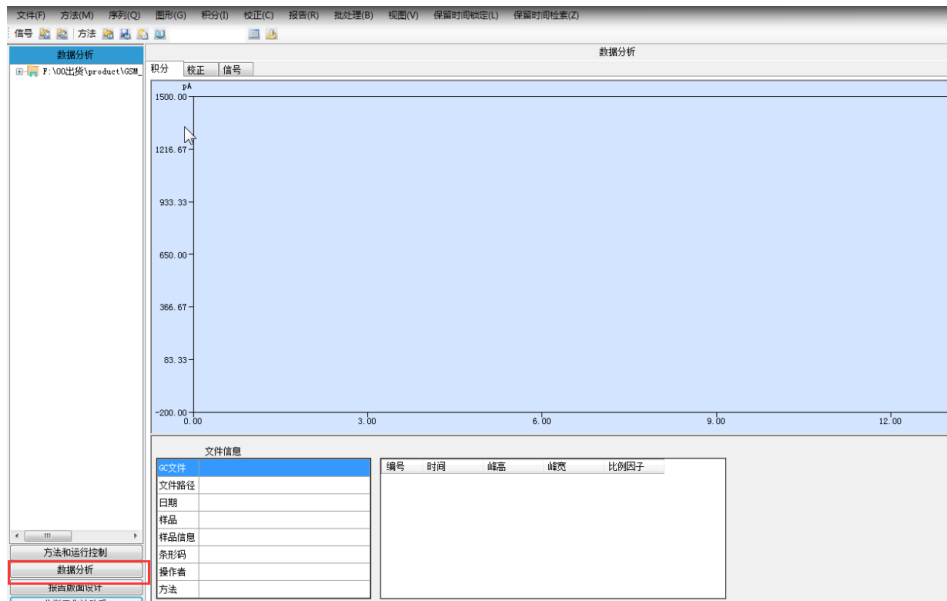 文件(F) 方法(M) 序列(Q) 图形(G) 积分(I) 校正(C) 报告(R) 批处理(B) 视图(V) 保留时间锁定(L) 保留时间检索(Z)
信号 方法
数据分析
数据分析
F:\00出货\product\GSM_
积分 校正 信号
pA
1500.00
1216.67
933.33
650.00
366.67
83.33
-200.00
0.00 3.00 6.00 9.00 12.00
文件信息
GC文件
文件路径
日期
样品
样品信息
条形码
操作者
方法
编号 时间 峰高 峰宽 比例因子
方法和运行控制
数据分析
报告版面设计